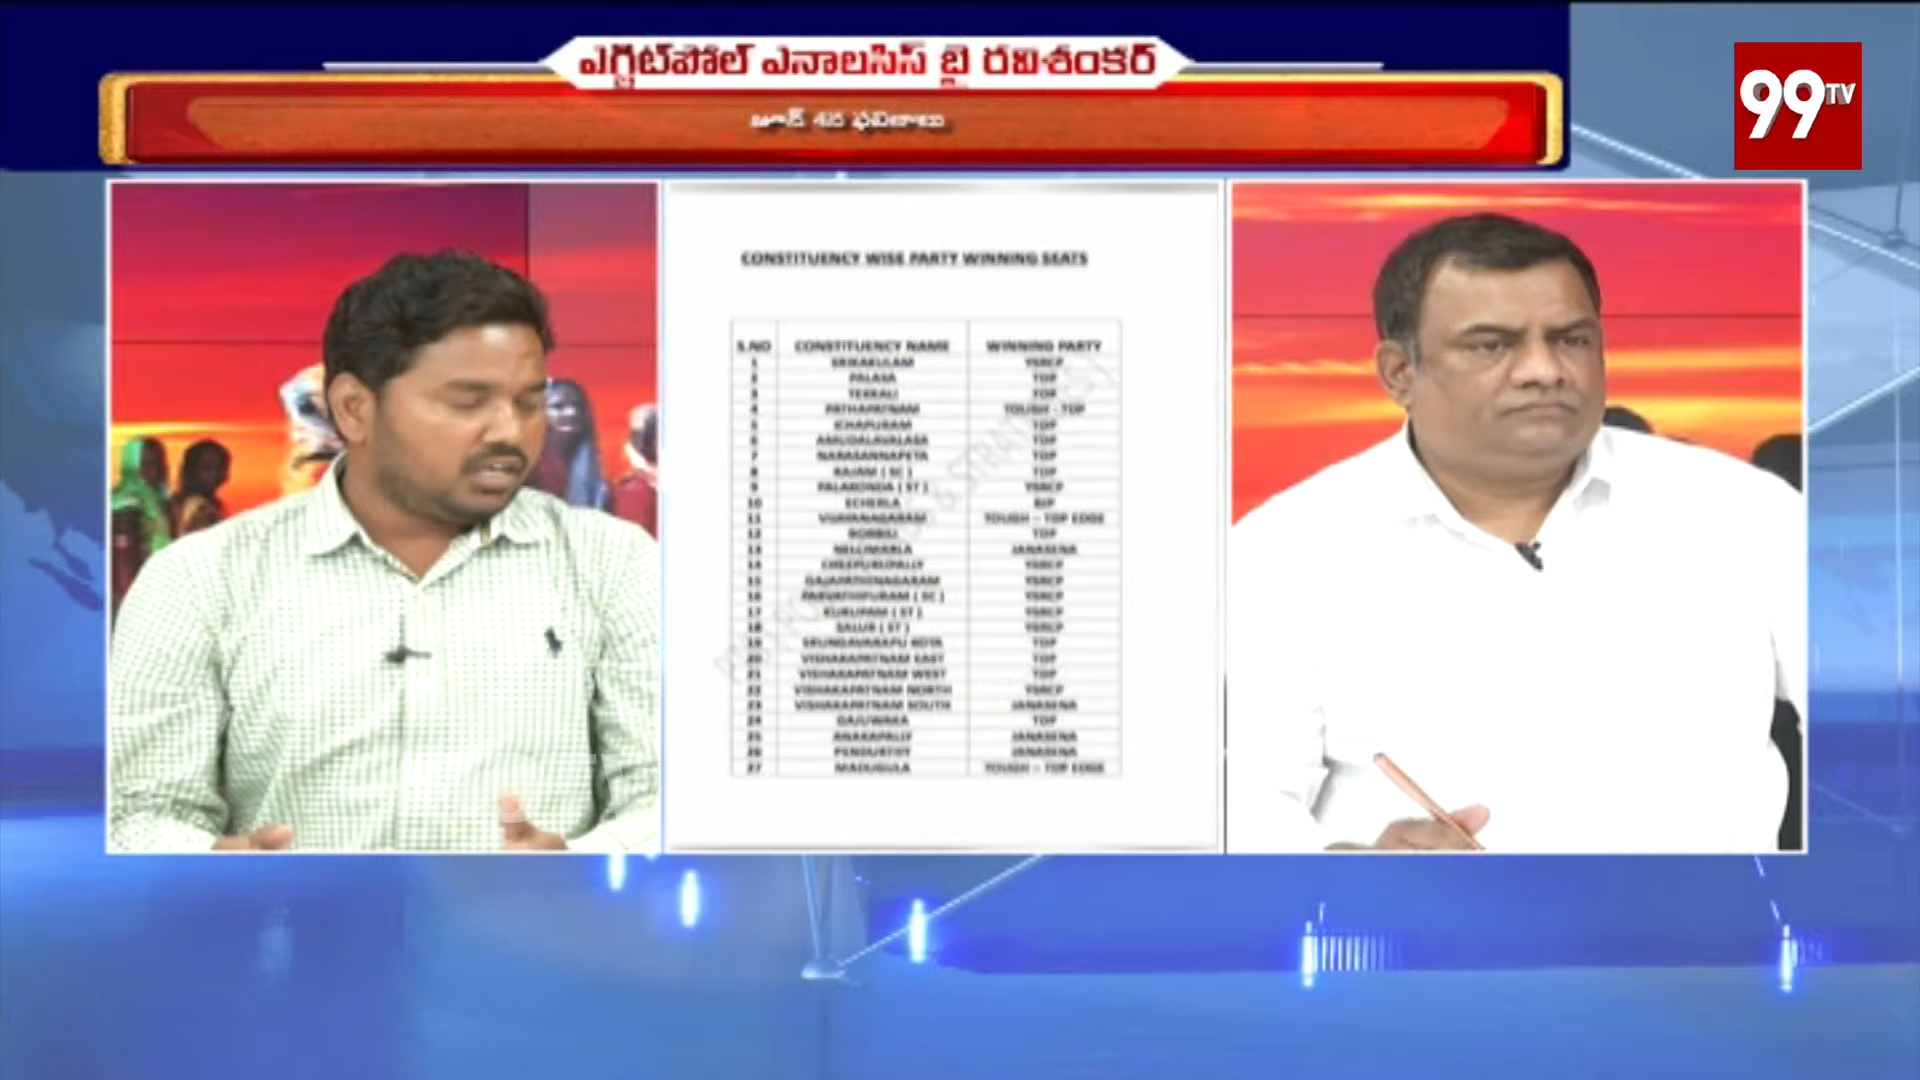 ఎగ్జిట్‌పోల్ ఎనాలసిస్ బై రవిశంకర్
జూన్ 4న ఫలితాలు
99TV
CONSTITUENCY WISE PARTY WINNING SEATS
S.NO CONSTITUENCY NAME WINNING PARTY
1 SRIKAKULAM YSRCP
2 PALASA TDP
3 TEKKALI TDP
4 PATHAPATNAM TOUGH - TDP
5 ICHAPURAM TDP
6 AMUDALAVALASA TDP
7 NARASANNAPETA TDP
8 RAJAM ( SC ) TDP
9 PALAKONDA ( ST ) YSRCP
10 ECHERLA BJP
11 VIJAYANAGARAM TOUGH - TDP EDGE
12 BOBBILI TDP
13 NELLIMARLA JANASENA
14 CHEEPURUPALLY YSRCP
15 GAJAPATHINAGARAM YSRCP
16 PARVATHIPURAM ( SC ) YSRCP
17 KURUPAM ( ST ) YSRCP
18 SALUR ( ST ) YSRCP
19 SRUNGAVARAPU KOTA TDP
20 VISHAKAPATNAM EAST TDP
21 VISHAKAPATNAM WEST TDP
22 VISHAKAPATNAM NORTH YSRCP
23 VISHAKAPATNAM SOUTH JANASENA
24 GAJUWAKA TDP
25 ANAKAPALLY JANASENA
26 PENDURTHY JANASENA
27 MADUGULA TOUGH - TDP EDGE